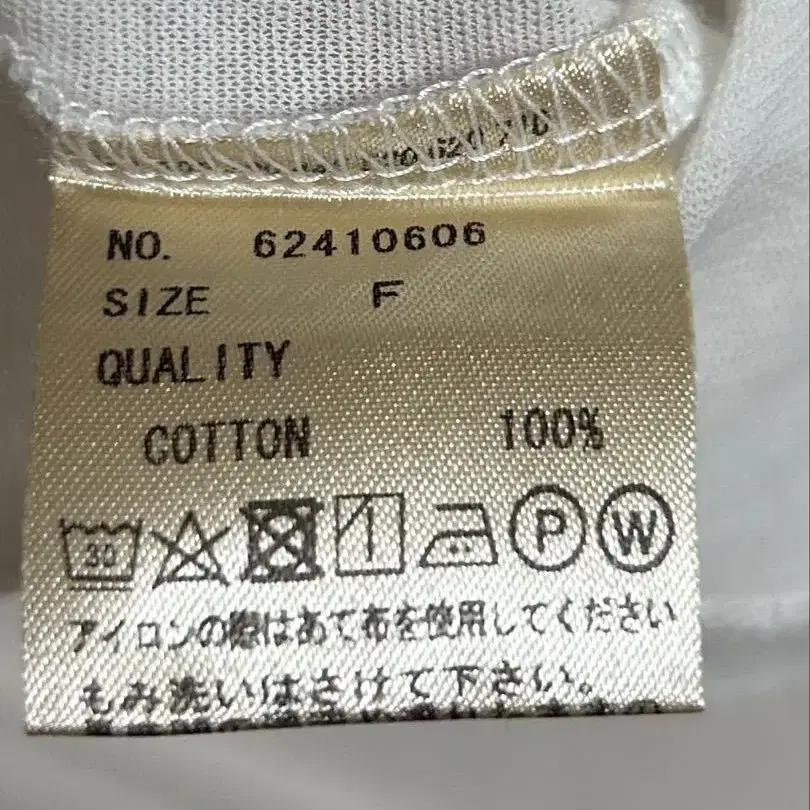 NO. 62410606
SIZE F
QUALITY
COTTON 100%
30 P W
アイロンの際はあて布を使用してください
もみ洗いはさけて下さい。